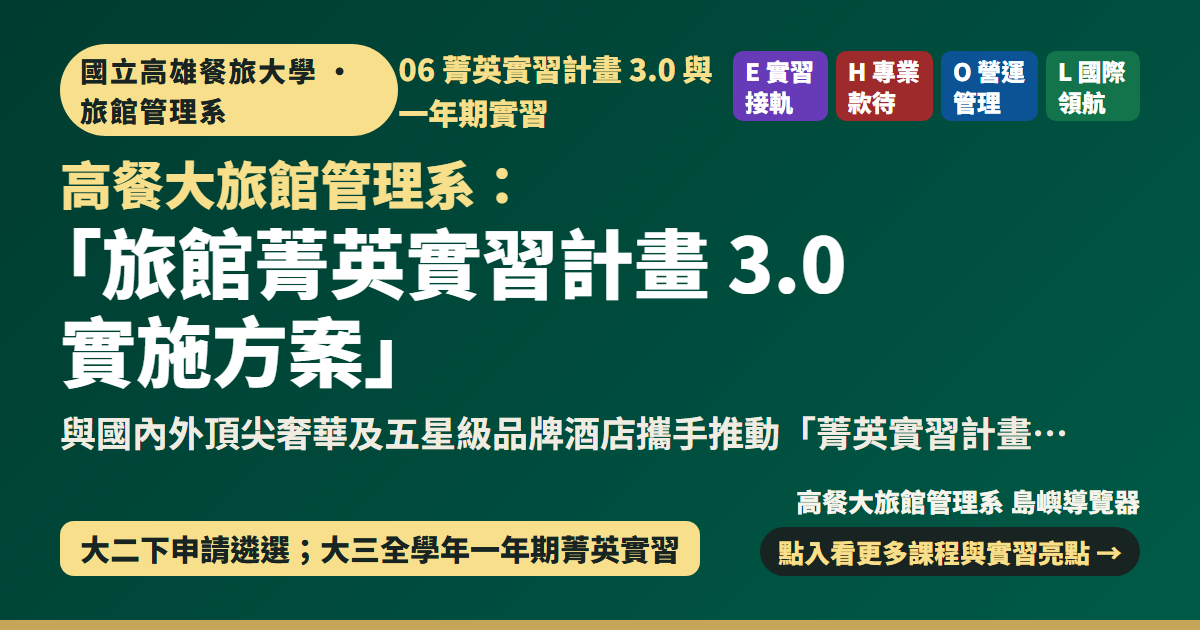 國立高雄餐旅大學 ·
旅館管理系
06 菁英實習計畫 3.0 與
一年期實習
E 實習
接軌
H 專業
款待
O 營運
管理
L 國際
領航
高餐大旅館管理系：
「旅館菁英實習計畫 3.0
實施方案」
與國內外頂尖奢華及五星級品牌酒店攜手推動「菁英實習計畫…
大二下申請遴選；大三全學年一年期菁英實習
高餐大旅館管理系 島嶼導覽器
點入看更多課程與實習亮點 →